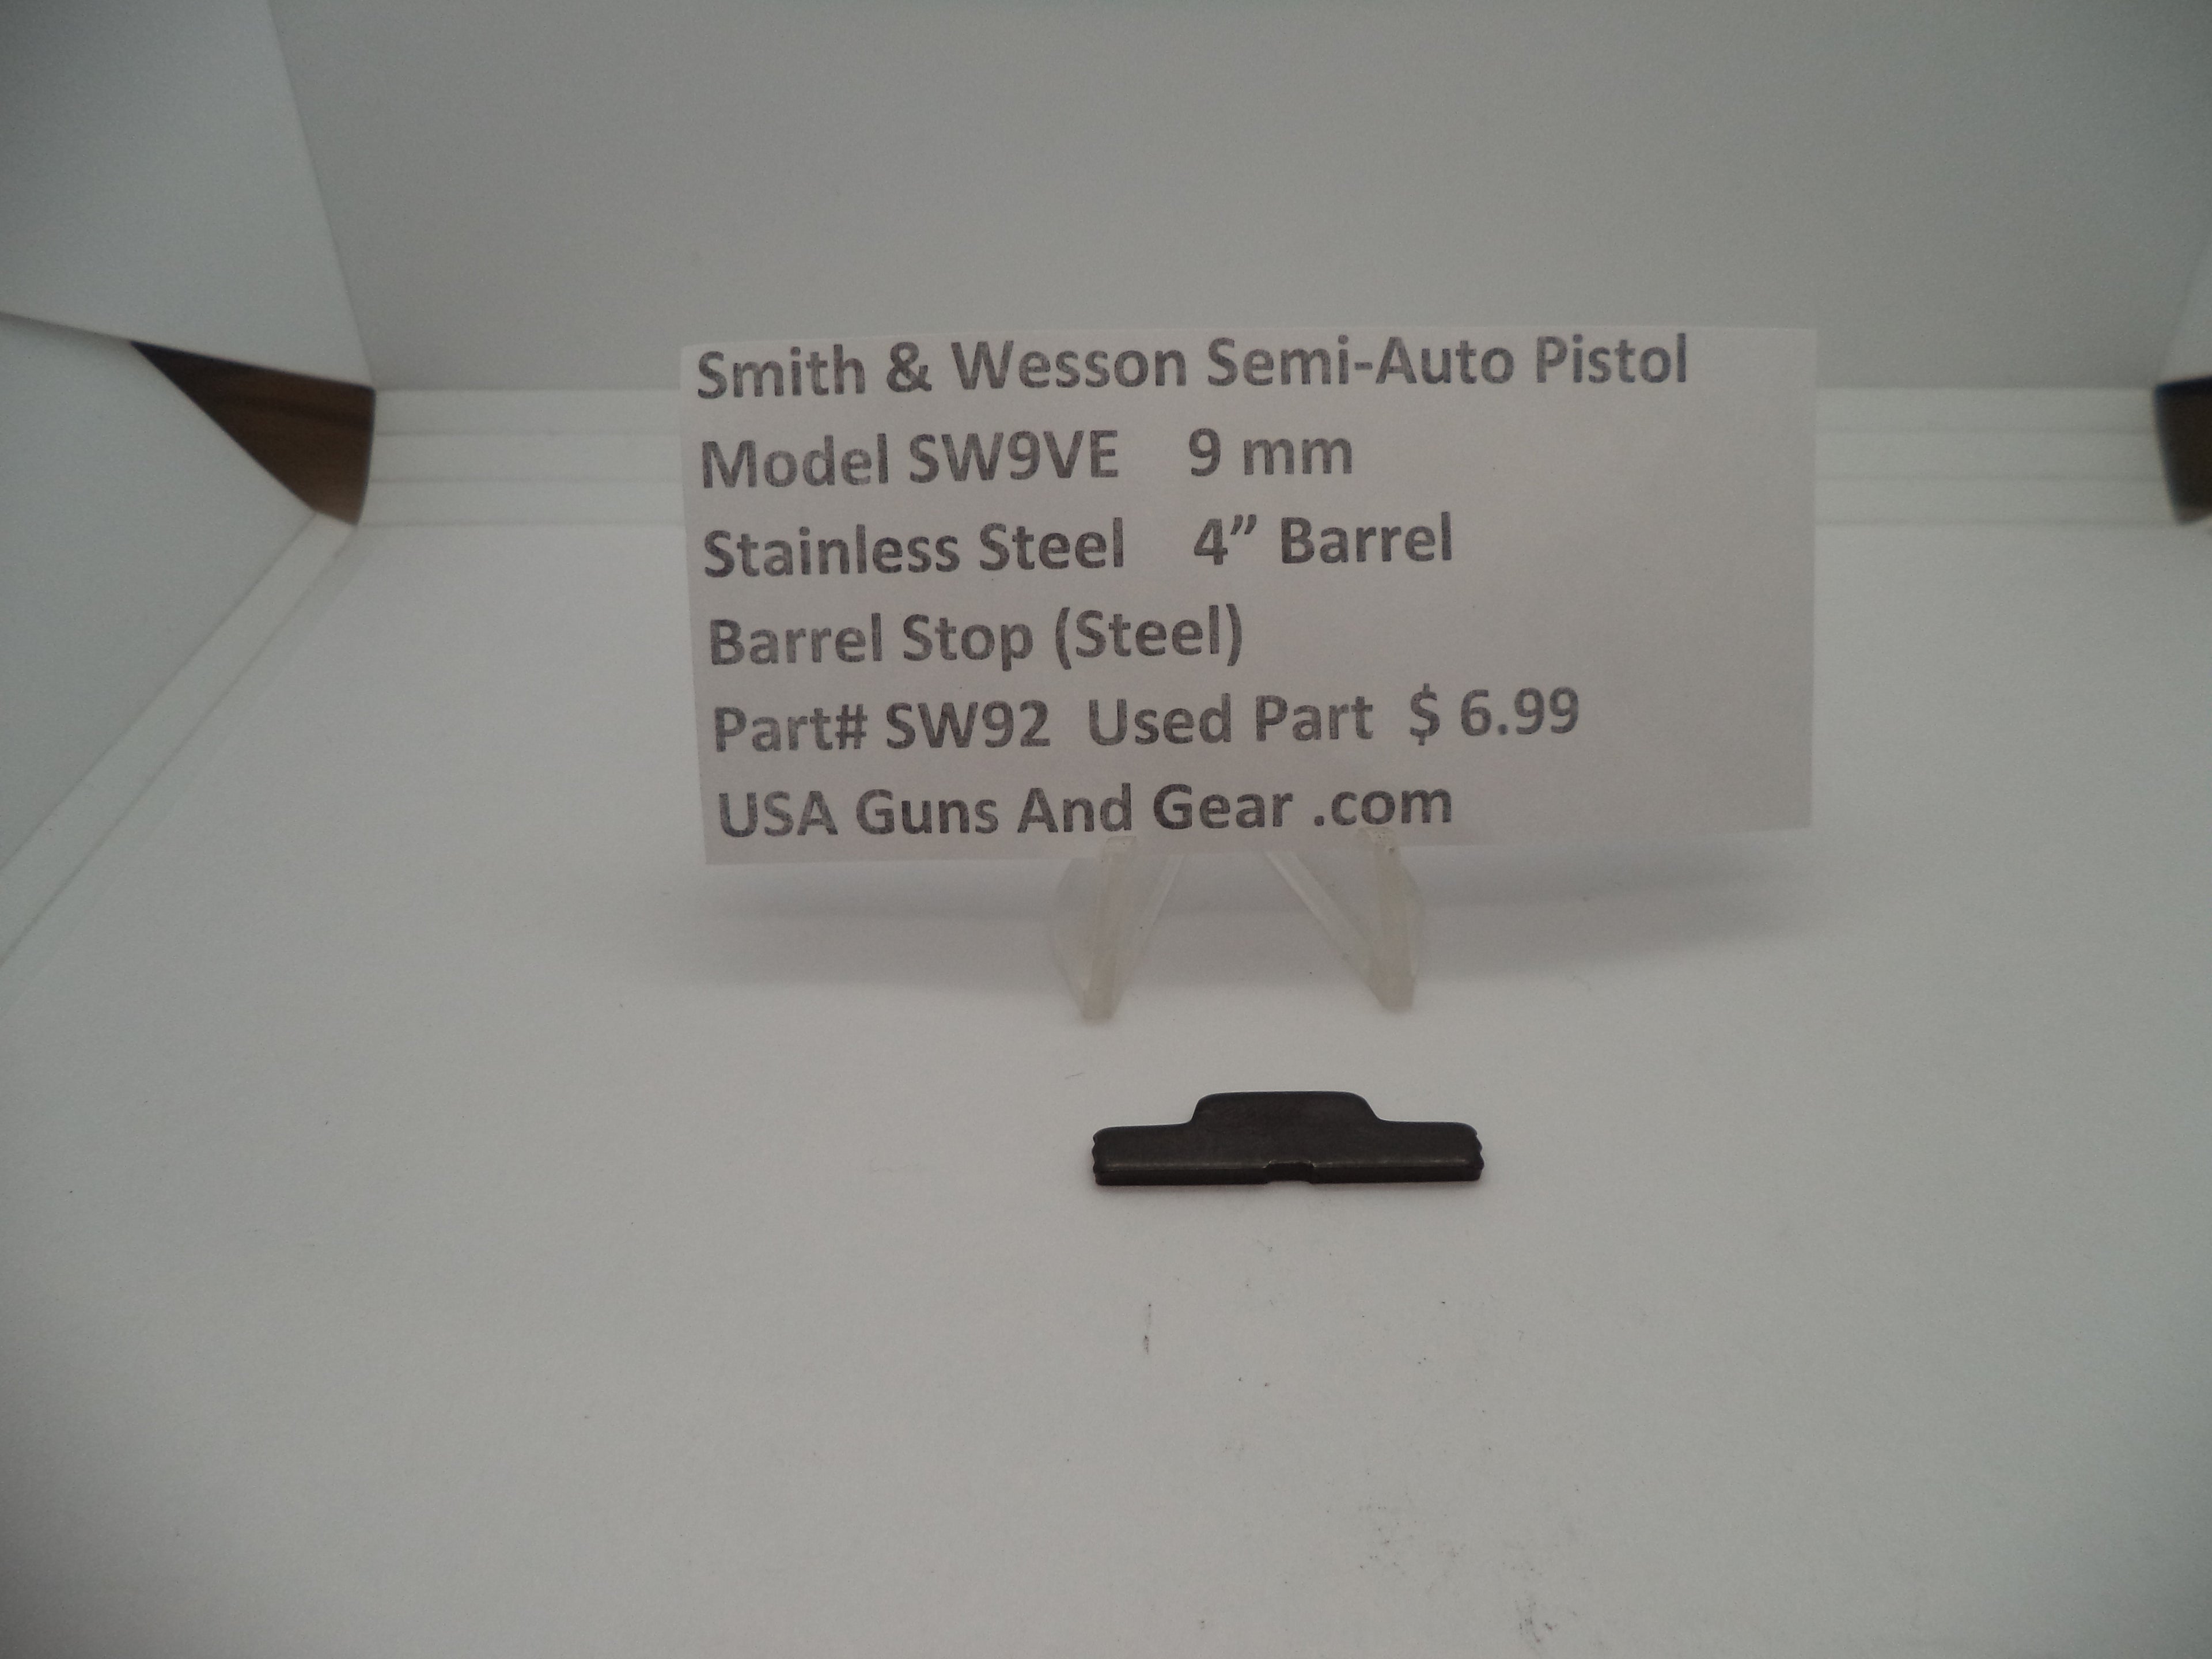 Smith & Wesson Semi-Auto Pistol
Model SW9VE 9 mm
Stainless Steel 4” Barrel
Barrel Stop (Steel)
Part# SW92 Used Part $ 6.99
USA Guns And Gear .com